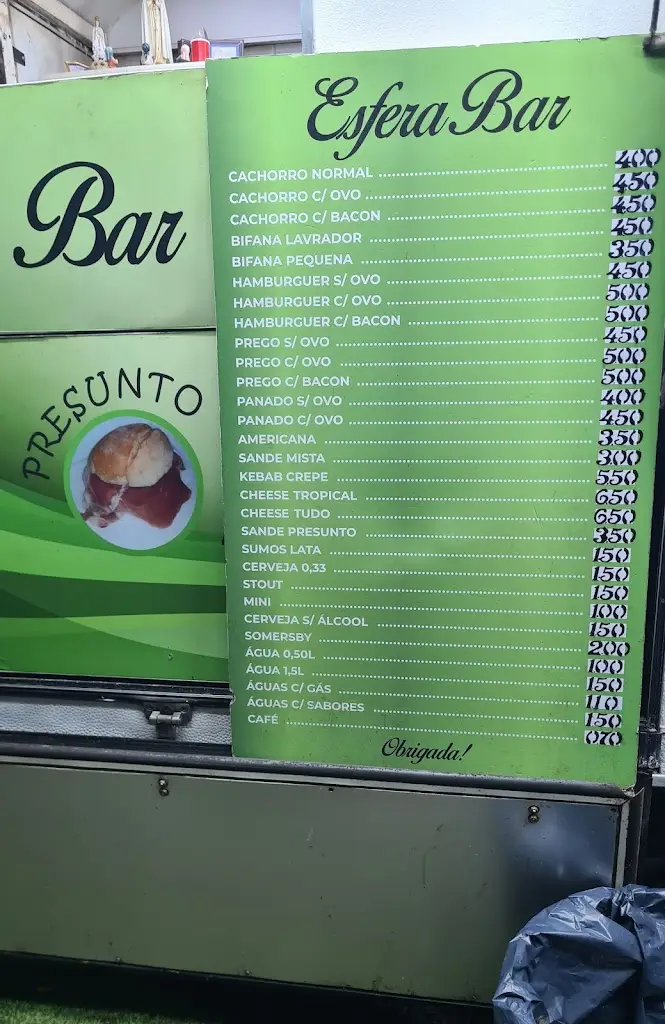 Bar
PRESUNTO
Esfera Bar
CACHORRO NORMAL 400
CACHORRO C/ OVO 450
CACHORRO C/ BACON 450
BIFANA LAVRADOR 450
BIFANA PEQUENA 350
HAMBURGUER S/ OVO 450
HAMBURGUER C/ OVO 500
HAMBURGUER C/ BACON 500
PREGO S/ OVO 450
PREGO C/ OVO 500
PREGO C/ BACON 500
PANADO S/ OVO 400
PANADO C/ OVO 450
AMERICANA 350
SANDE MISTA 300
KEBAB CREPE 550
CHEESE TROPICAL 650
CHEESE TUDO 650
SANDE PRESUNTO 350
SUMOS LATA 150
CERVEJA 0,33 150
STOUT 150
MINI 100
CERVEJA S/ ÁLCOOL 150
SOMERSBY 200
ÁGUA 0,50L 100
ÁGUA 1,5L 150
ÁGUAS C/ GÁS 110
ÁGUAS C/ SABORES 150
CAFÉ 070
Obrigada!